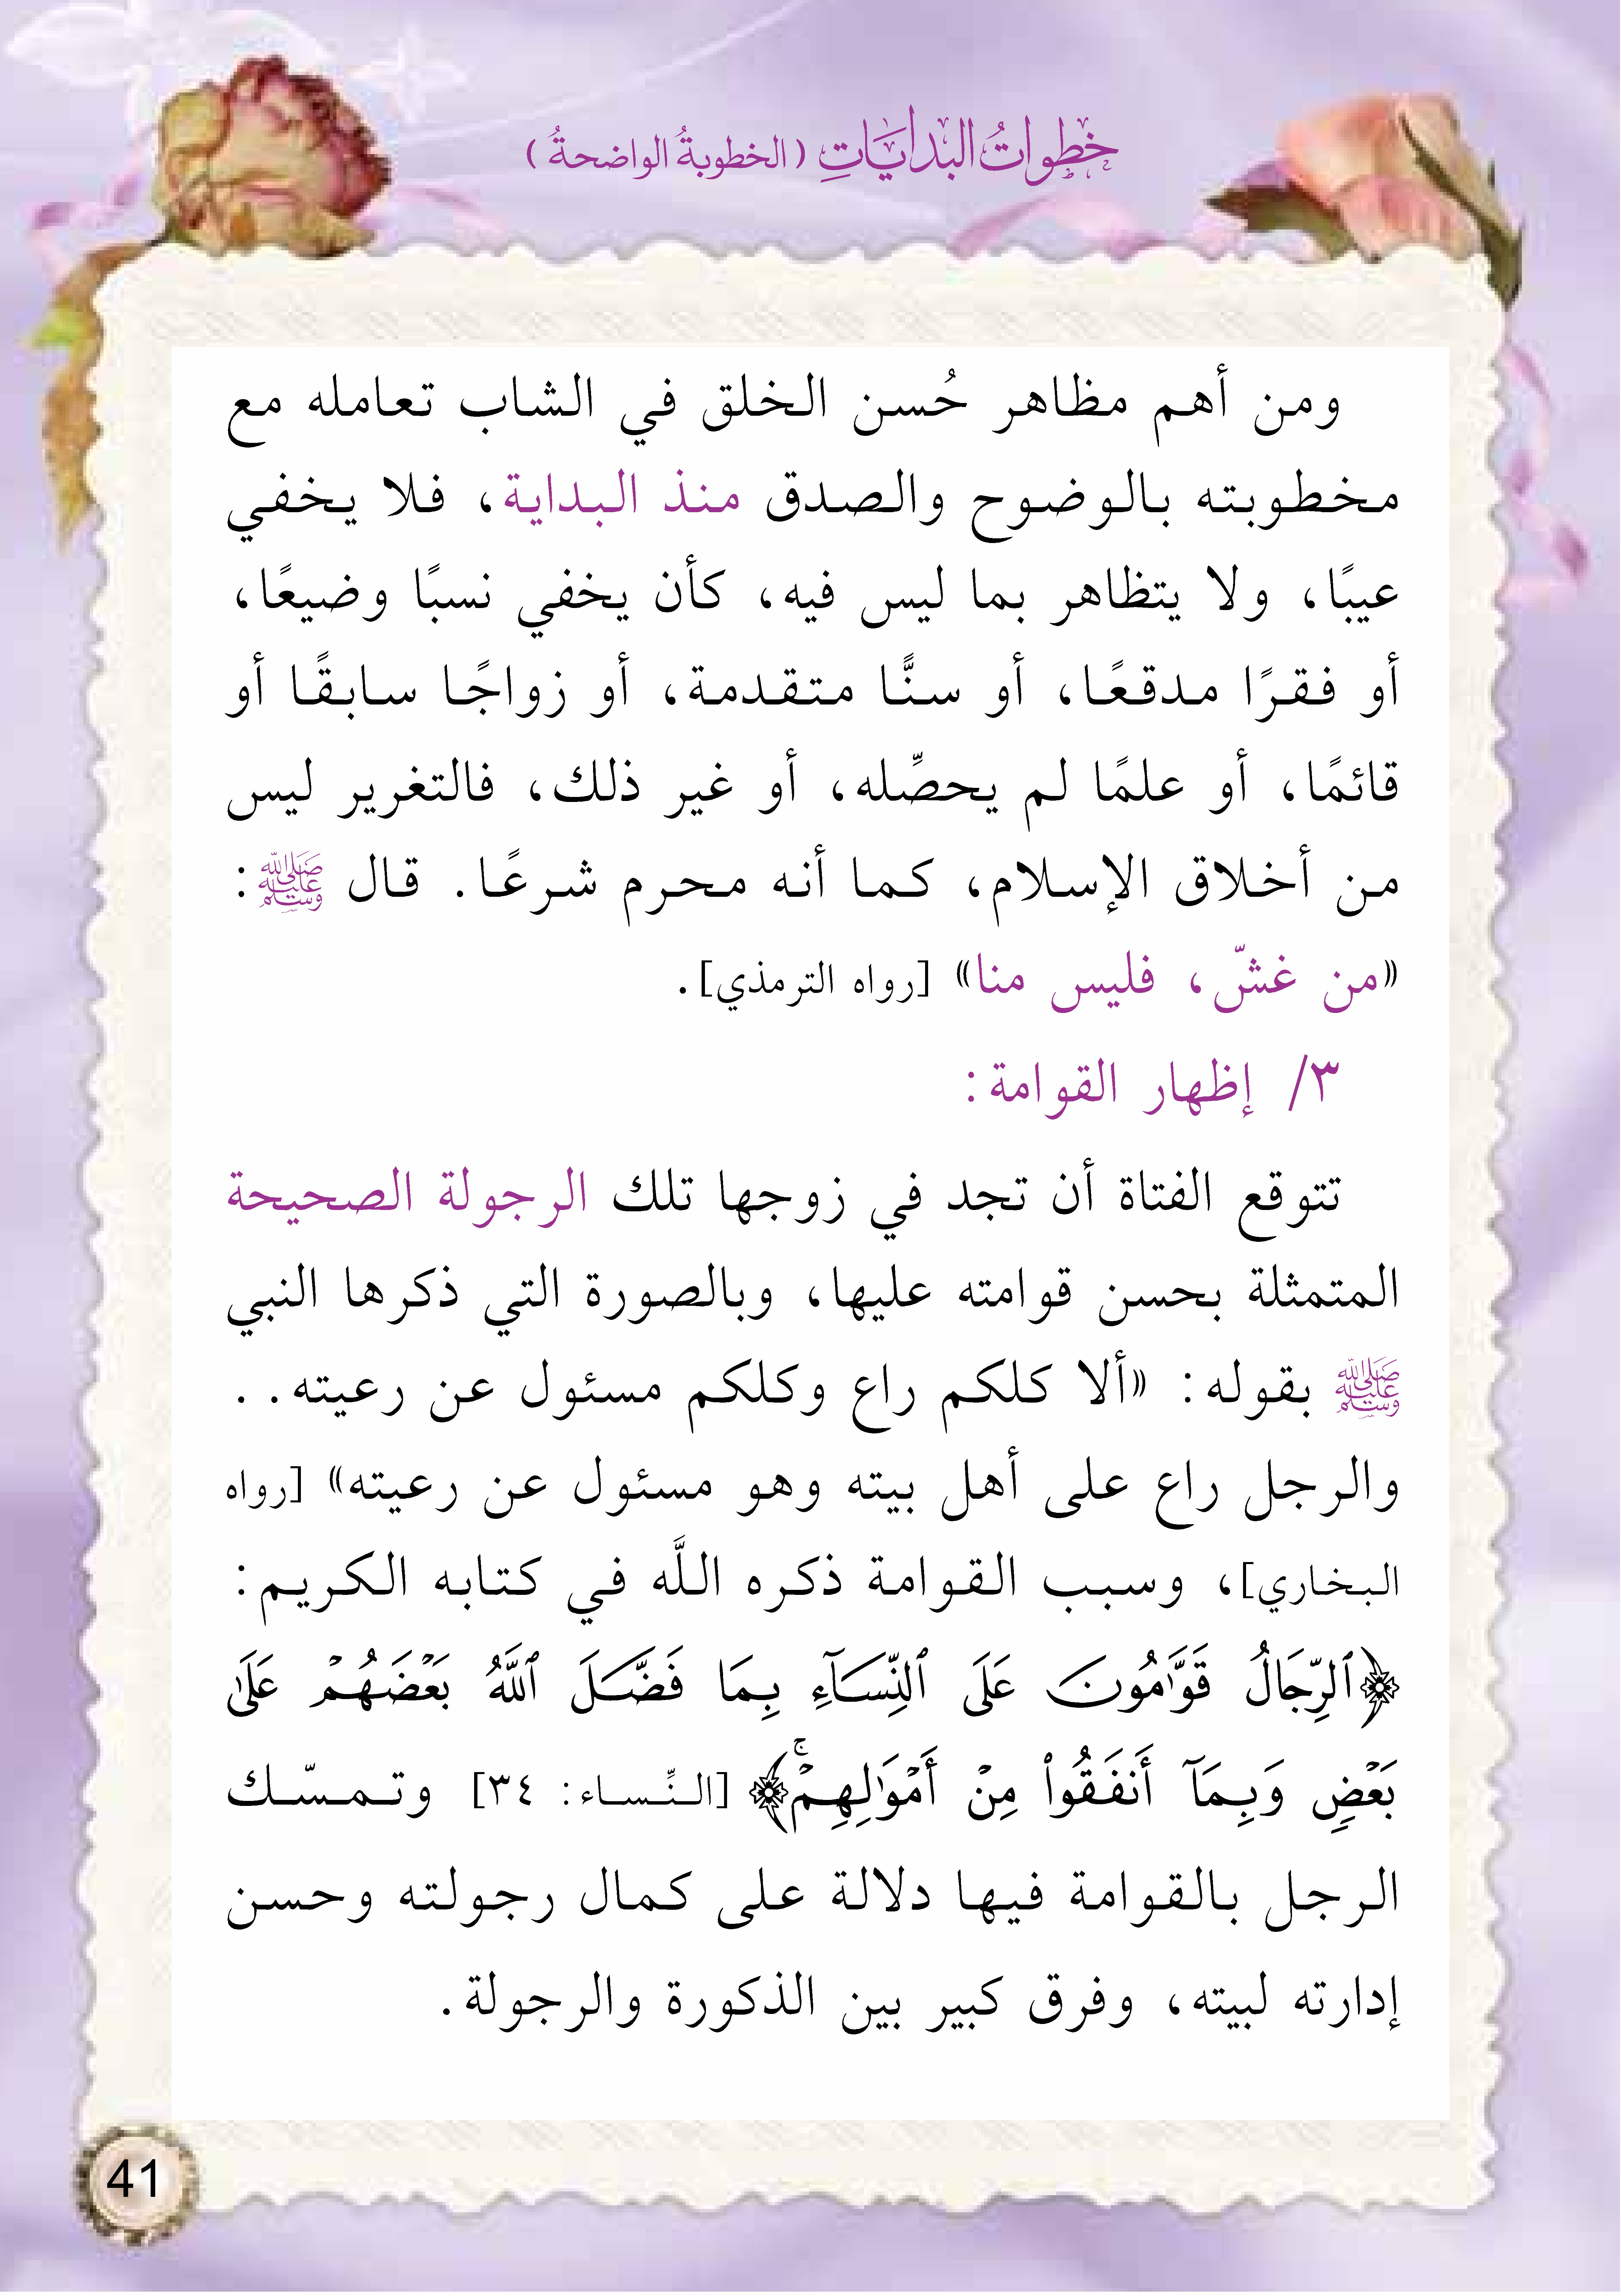 خطواتُ البداياتِ (الخطوبةُ الواضحةُ)
ومن أهم مظاهر حُسن الخلق في الشاب تعامله مع
مخطوبته بالوضوح والصدق منذ البداية، فلا يخفي
عيبًا، ولا يتظاهر بما ليس فيه، كأن يخفي نسبًا وضيعًا،
أو فقرًا مدقعًا، أو سنًّا متقدمة، أو زواجًا سابقًا أو
قائمًا، أو علمًا لم يحصِّله، أو غير ذلك، فالتغرير ليس
من أخلاق الإسلام، كما أنه محرم شرعًا. قال ﷺ:
«من غشّ، فليس منا» [رواه الترمذي].
٣/ إظهار القوامة:
تتوقع الفتاة أن تجد في زوجها تلك الرجولة الصحيحة
المتمثلة بحسن قوامته عليها، وبالصورة التي ذكرها النبي
ﷺ بقوله: «ألا كلكم راع وكلكم مسئول عن رعيته..
والرجل راع على أهل بيته وهو مسئول عن رعيته» [رواه
البخاري]، وسبب القوامة ذكره اللَّه في كتابه الكريم:
﴿ٱلرِّجَالُ قَوَّٰمُونَ عَلَى ٱلنِّسَآءِ بِمَا فَضَّلَ ٱللَّهُ بَعۡضَهُمۡ عَلَىٰ
بَعۡضٖ وَبِمَآ أَنفَقُواْ مِنۡ أَمۡوَٰلِهِمۡۚ﴾ [النِّساء: ٣٤] وتمسّك
الرجل بالقوامة فيها دلالة على كمال رجولته وحسن
إدارته لبيته، وفرق كبير بين الذكورة والرجولة.
41